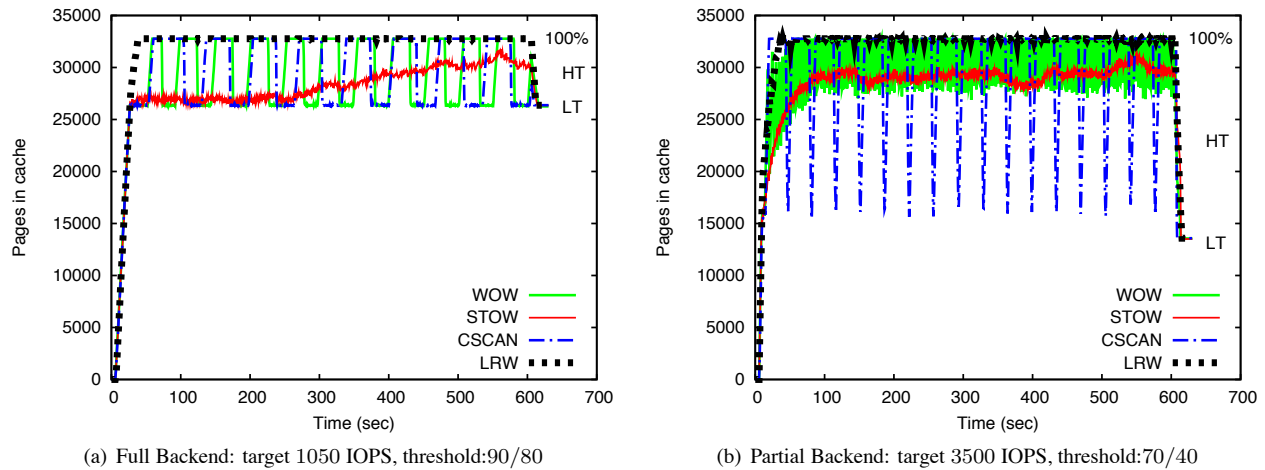 35000
30000
25000
20000
15000
10000
5000
0
Pages in cache
100%
HT
LT
WOW
STOW
CSCAN
LRW
0 100 200 300 400 500 600 700
Time (sec)
(a) Full Backend: target 1050 IOPS, threshold:90/80
35000
30000
25000
20000
15000
10000
5000
0
Pages in cache
100%
HT
LT
WOW
STOW
CSCAN
LRW
0 100 200 300 400 500 600 700
Time (sec)
(b) Partial Backend: target 3500 IOPS, threshold:70/40